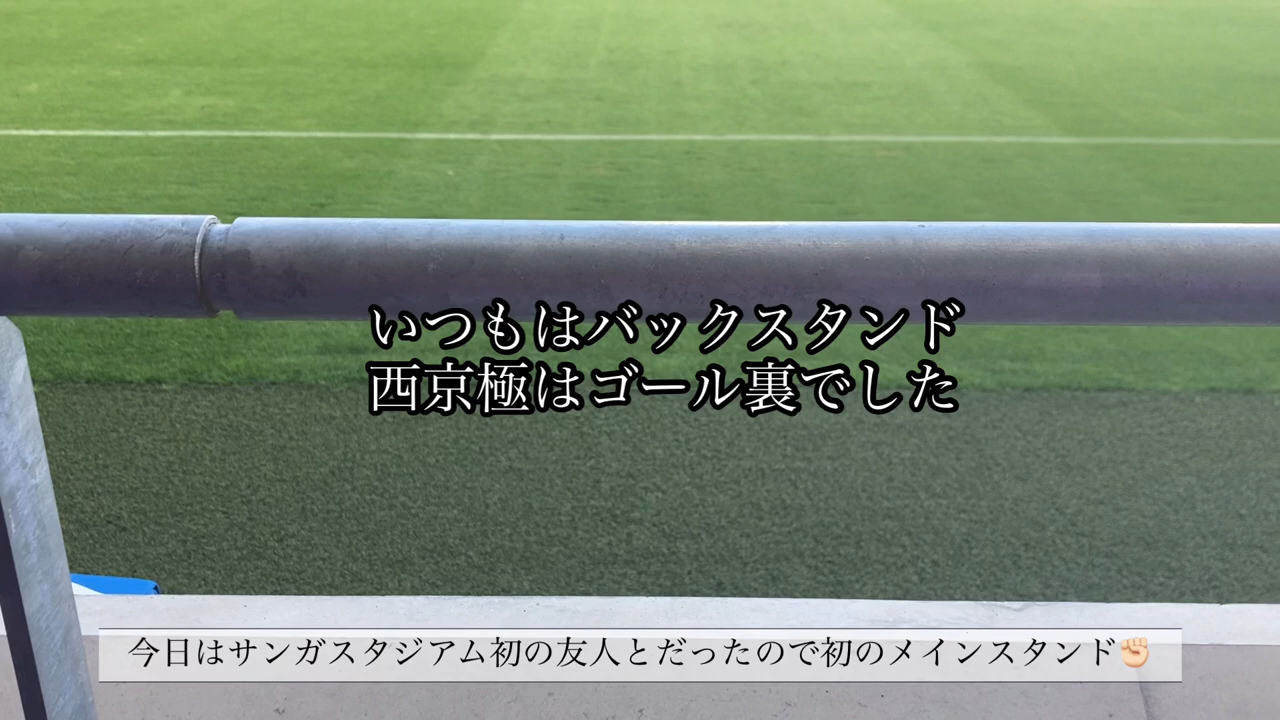 いつもはバックスタンド
西京極はゴール裏でした
今日はサンガスタジアム初の友人とだったので初のメインスタンド✊🏻